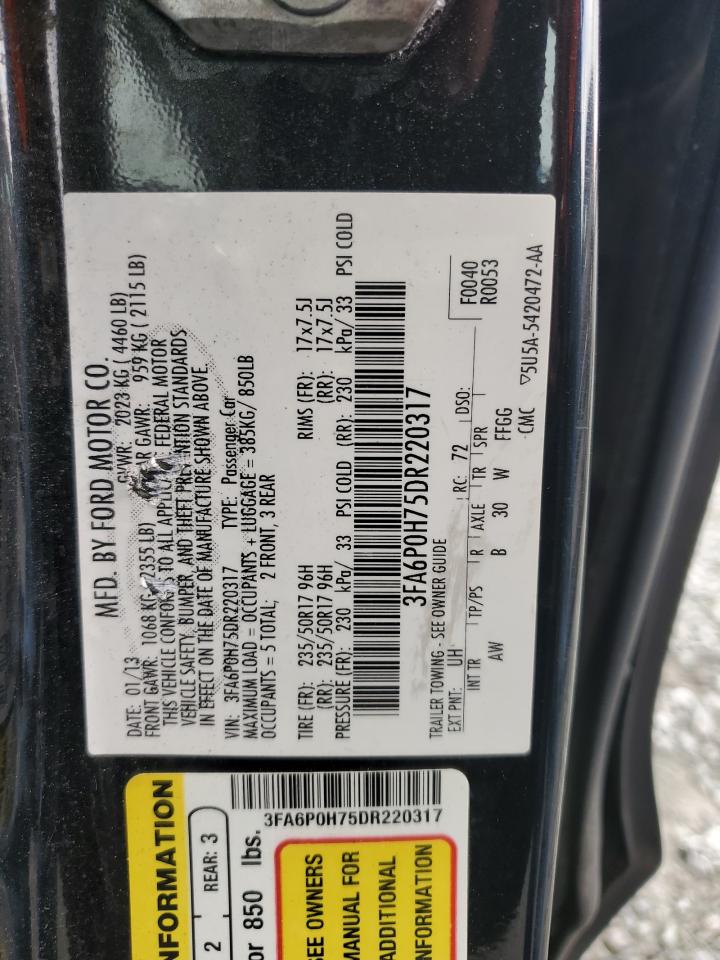 MFD. BY FORD MOTOR CO.
DATE: 01/13 GVWR: 2023 KG ( 4460 LB)
FRONT GAWR: 1068 KG 2355 LB) GAWR: 959 KG ( 2115 LB)
THIS VEHICLE CONFORMS TO ALL FEDERAL MOTOR
VEHICLE SAFETY, BUMPER, AND THEFT PREVENTION STANDARDS
IN EFFECT ON THE DATE OF MANUFACTURE SHOWN ABOVE.
VIN: 3FA6P0H75DR220317 TYPE: Passenger Car
MAXIMUM LOAD = OCCUPANTS + LUGGAGE = 385KG/ 850LB
OCCUPANTS = 5 TOTAL: 2 FRONT, 3 REAR
TIRE (FR): 235/50R17 96H RIMS (FR): 17x7.5J
(RR): 235/50R17 96H (RR): 17x7.5J
PRESSURE (FR): 230 kPa/ 33 PSI COLD (RR): 230 kPa/ 33 PSI COLD
3FA6P0H75DR220317
TRAILER TOWING - SEE OWNER GUIDE
EXT PNT: UH RC: 72 DSO: F0040
R0053
INT TR TP/PS R AXLE TR SPR
AW B 30 W FFGG
CMC ▽5U5A-5420472-AA
NFORMATION
2 REAR: 3
or 850 lbs.
3FA6P0H75DR220317
SEE OWNERS
MANUAL FOR
ADDITIONAL
INFORMATION